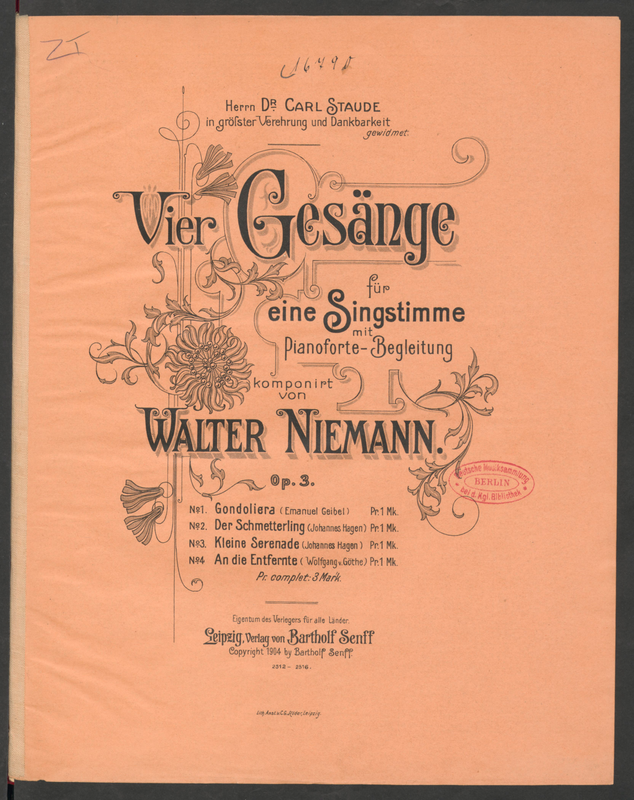 Herrn DR. CARL STAUDE
in größter Verehrung und Dankbarkeit
gewidmet.
Vier Gesänge
für
eine Singstimme
mit
Pianoforte-Begleitung
komponirt
von
WALTER NIEMANN.
Op. 3.
Deutsche Musiksammlung
BERLIN
bei d. Kgl. Bibliothek
No1. Gondoliera (Emanuel Geibel) Pr. 1 Mk.
No2. Der Schmetterling (Johannes Hagen) Pr. 1 Mk.
No3. Kleine Serenade (Johannes Hagen) Pr. 1 Mk.
No4 An die Entfernte (Wolfgang v. Göthe) Pr. 1 Mk.
Pr. complet: 3 Mark.
Eigentum des Verlegers für alle Länder.
Leipzig, Verlag von Bartholf Senff
Copyright 1904 by Bartholf Senff.
2312 - 2316.
Lith. Anst. v. C. G. Röder, Leipzig